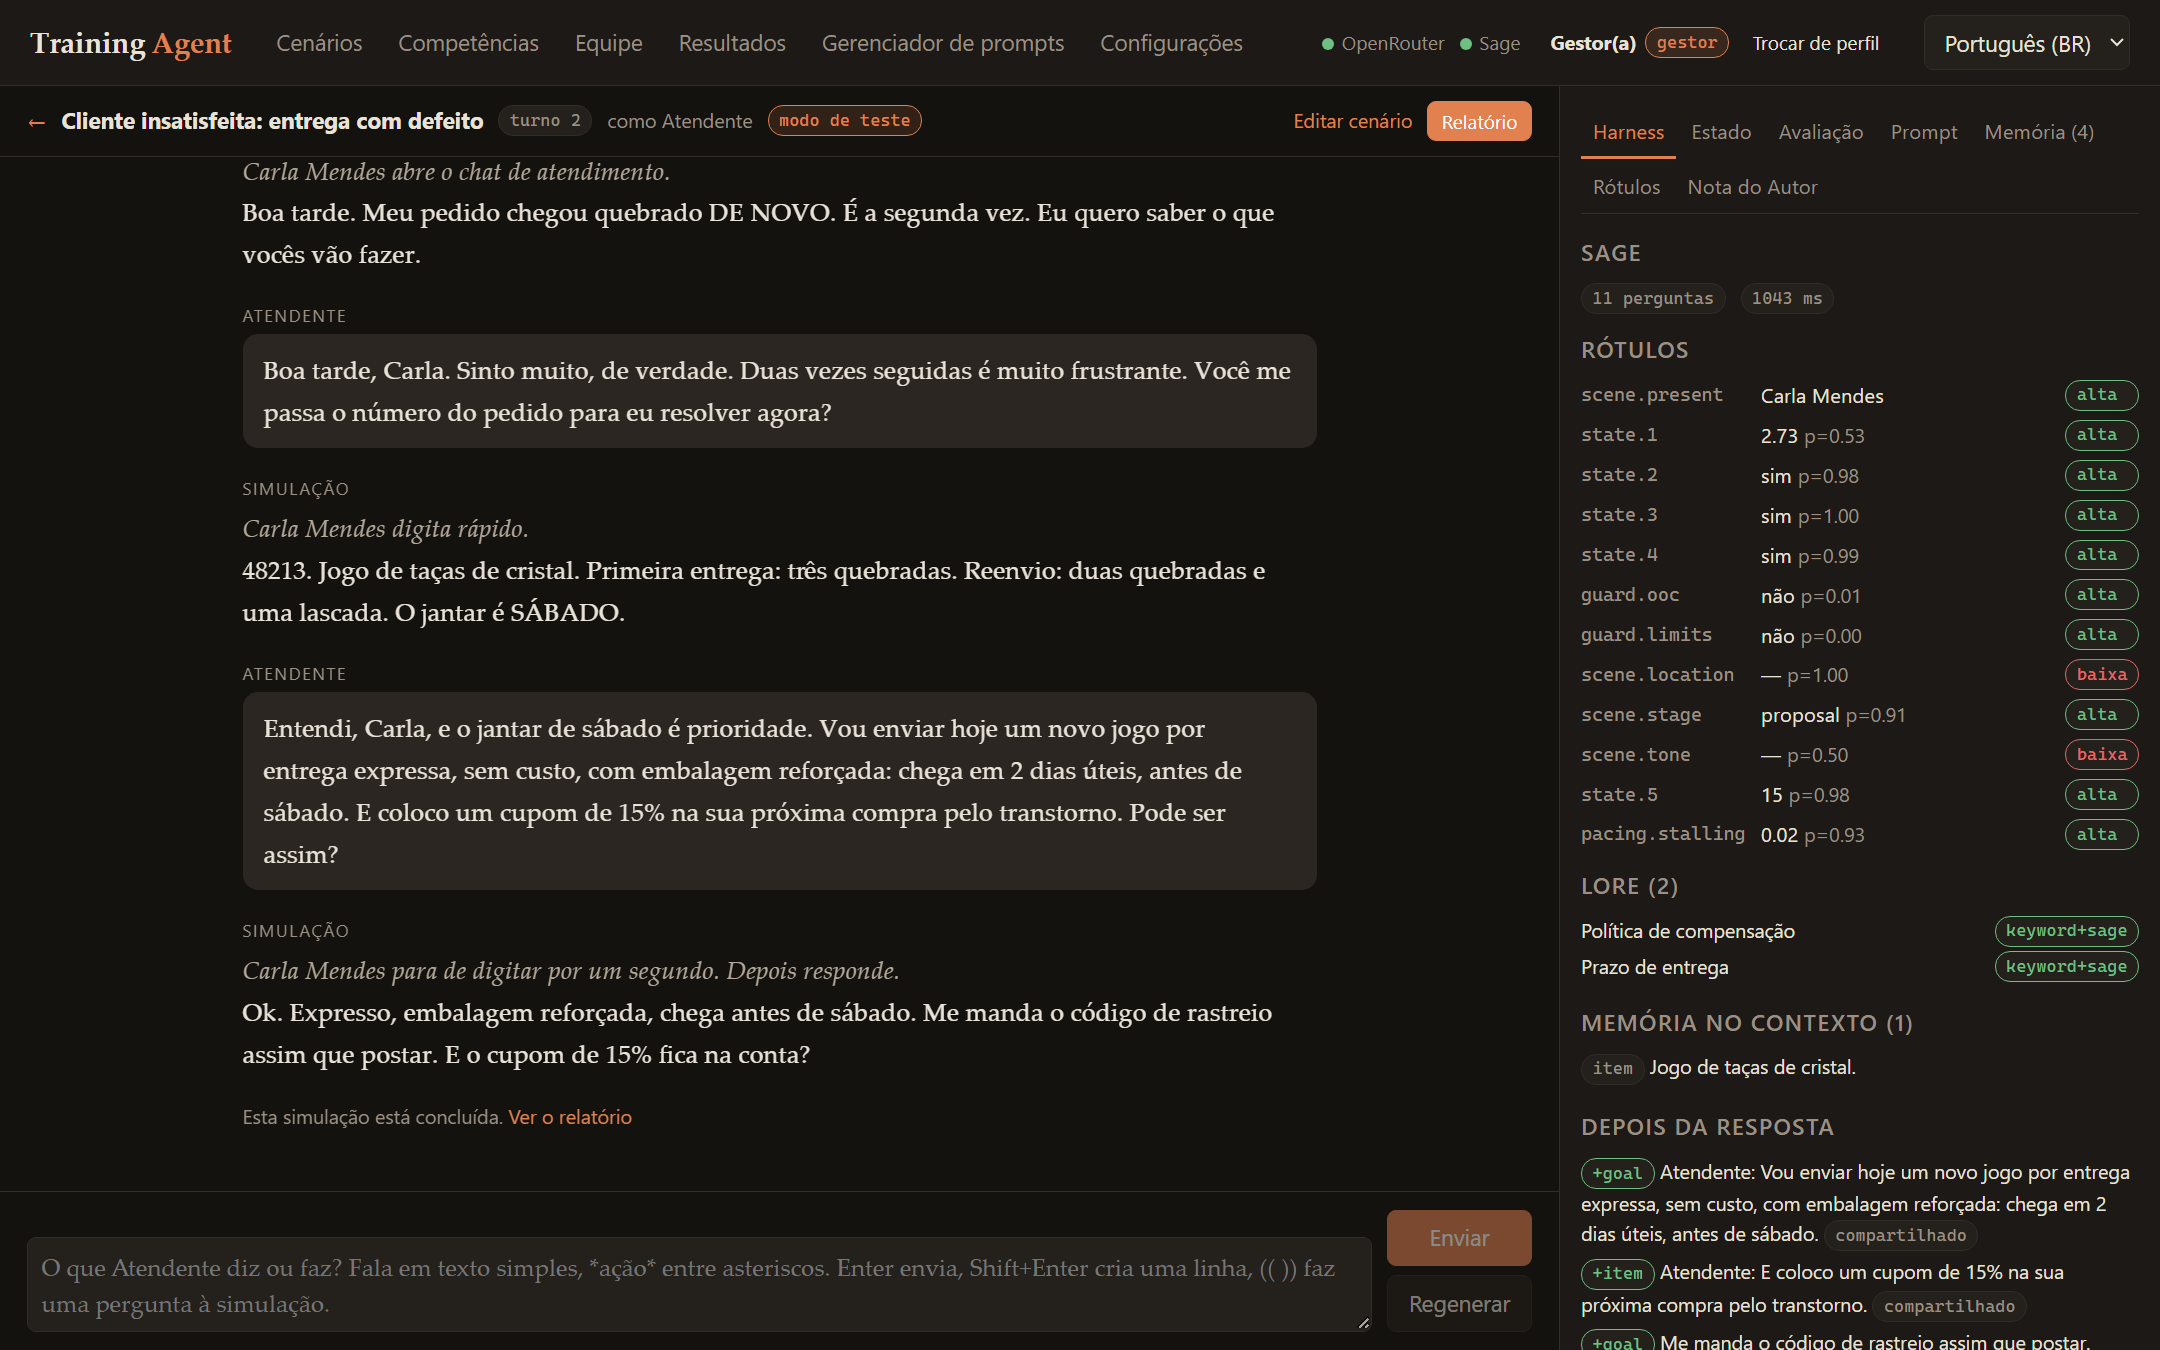 Training Agent
Cenários
Competências
Equipe
Resultados
Gerenciador de prompts
Configurações
OpenRouter
Sage
Gestor(a)
gestor
Trocar de perfil
Português (BR)
← Cliente insatisfeita: entrega com defeito
turno 2
como Atendente
modo de teste
Editar cenário
Relatório
Carla Mendes abre o chat de atendimento.
Boa tarde. Meu pedido chegou quebrado DE NOVO. É a segunda vez. Eu quero saber o que
vocês vão fazer.
ATENDENTE
Boa tarde, Carla. Sinto muito, de verdade. Duas vezes seguidas é muito frustrante. Você me
passa o número do pedido para eu resolver agora?
SIMULAÇÃO
Carla Mendes digita rápido.
48213. Jogo de taças de cristal. Primeira entrega: três quebradas. Reenvio: duas quebradas e
uma lascada. O jantar é SÁBADO.
ATENDENTE
Entendi, Carla, e o jantar de sábado é prioridade. Vou enviar hoje um novo jogo por
entrega expressa, sem custo, com embalagem reforçada: chega em 2 dias úteis, antes de
sábado. E coloco um cupom de 15% na sua próxima compra pelo transtorno. Pode ser
assim?
SIMULAÇÃO
Carla Mendes para de digitar por um segundo. Depois responde.
Ok. Expresso, embalagem reforçada, chega antes de sábado. Me manda o código de rastreio
assim que postar. E o cupom de 15% fica na conta?
Esta simulação está concluída. Ver o relatório
O que Atendente diz ou faz? Fala em texto simples, *ação* entre asteriscos. Enter envia, Shift+Enter cria uma linha, (( )) faz
uma pergunta à simulação.
Enviar
Regenerar
Harness
Estado
Avaliação
Prompt
Memória (4)
Rótulos
Nota do Autor
SAGE
11 perguntas
1043 ms
RÓTULOS
scene.present Carla Mendes alta
state.1 2.73 p=0.53 alta
state.2 sim p=0.98 alta
state.3 sim p=1.00 alta
state.4 sim p=0.99 alta
guard.ooc não p=0.01 alta
guard.limits não p=0.00 alta
scene.location — p=1.00 baixa
scene.stage proposal p=0.91 alta
scene.tone — p=0.50 baixa
state.5 15 p=0.98 alta
pacing.stalling 0.02 p=0.93 alta
LORE (2)
Política de compensação keyword+sage
Prazo de entrega keyword+sage
MEMÓRIA NO CONTEXTO (1)
item Jogo de taças de cristal.
DEPOIS DA RESPOSTA
+goal Atendente: Vou enviar hoje um novo jogo por entrega
expressa, sem custo, com embalagem reforçada: chega em 2
dias úteis, antes de sábado. compartilhado
+item Atendente: E coloco um cupom de 15% na sua
próxima compra pelo transtorno. compartilhado
+goal Me manda o código de rastreio assim que postar.